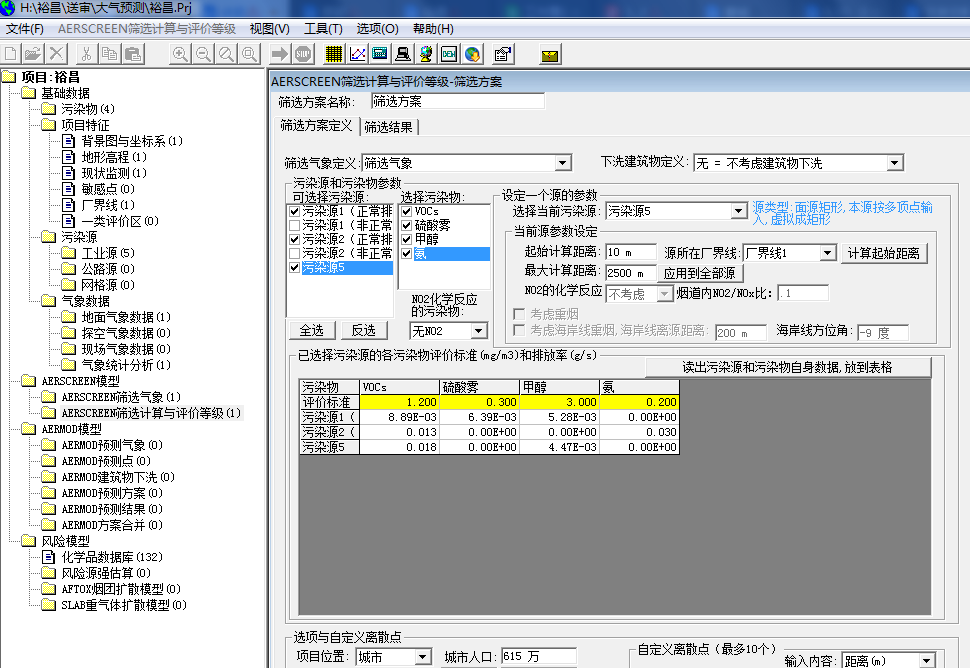 H:\裕昌\送审\大气预测\裕昌.Prj
文件(F) AERSCREEN筛选计算与评价等级 视图(V) 工具(T) 选项(O) 帮助(H)
STOP
DEM
项目:裕昌
基础数据
污染物(4)
项目特征
背景图与坐标系(1)
地形高程(1)
现状监测(1)
敏感点(0)
厂界线(1)
一类评价区(0)
污染源
工业源(5)
公路源(0)
网格源(0)
气象数据
地面气象数据(1)
探空气象数据(0)
现场气象数据(0)
气象统计分析(1)
AERSCREEN模型
AERSCREEN筛选气象(1)
AERSCREEN筛选计算与评价等级(1)
AERMOD模型
AERMOD预测气象(0)
AERMOD预测点(0)
AERMOD建筑物下洗(0)
AERMOD预测方案(0)
AERMOD预测结果(0)
AERMOD方案合并(0)
风险模型
化学品数据库(132)
风险源强估算(0)
AFTOX烟团扩散模型(0)
SLAB重气体扩散模型(0)
AERSCREEN筛选计算与评价等级-筛选方案
筛选方案名称: 筛选方案
筛选方案定义 筛选结果
筛选气象定义: 筛选气象 下洗建筑物定义: 无 = 不考虑建筑物下洗
污染源和污染物参数
可选择污染源: 选择污染物:
污染源1（正常排 VOCs
污染源1（非正常 硫酸雾
污染源2（正常排 甲醇
污染源2（非正常 氨
污染源5
NO2化学反应
的污染物:
全选 反选 无NO2
设定一个源的参数
选择当前污染源: 污染源5 源类型: 面源矩形, 本源按多顶点输
入, 虚拟成矩形
当前源参数设定
起始计算距离: 10 m 源所在厂界线: 厂界线1 计算起始距离
最大计算距离: 2500 m 应用到全部源
NO2的化学反应 不考虑 烟道内NO2/NOx比: .1
考虑重烟
考虑海岸线重烟, 海岸线离源距离: 200 m 海岸线方位角: -9 度
已选择污染源的各污染物评价标准(mg/m3)和排放率(g/s)
读出污染源和污染物自身数据, 放到表格
污染物 VOCs 硫酸雾 甲醇 氨
评价标准 1.200 0.300 3.000 0.200
污染源1（ 8.89E-03 6.39E-03 5.28E-03 0.00E+00
污染源2（ 0.013 0.00E+00 0.00E+00 0.030
污染源5 0.018 0.00E+00 4.47E-03 0.00E+00
选项与自定义离散点
项目位置: 城市 城市人口: 615 万
自定义离散点（最多10个）
输入内容: 距离(m)